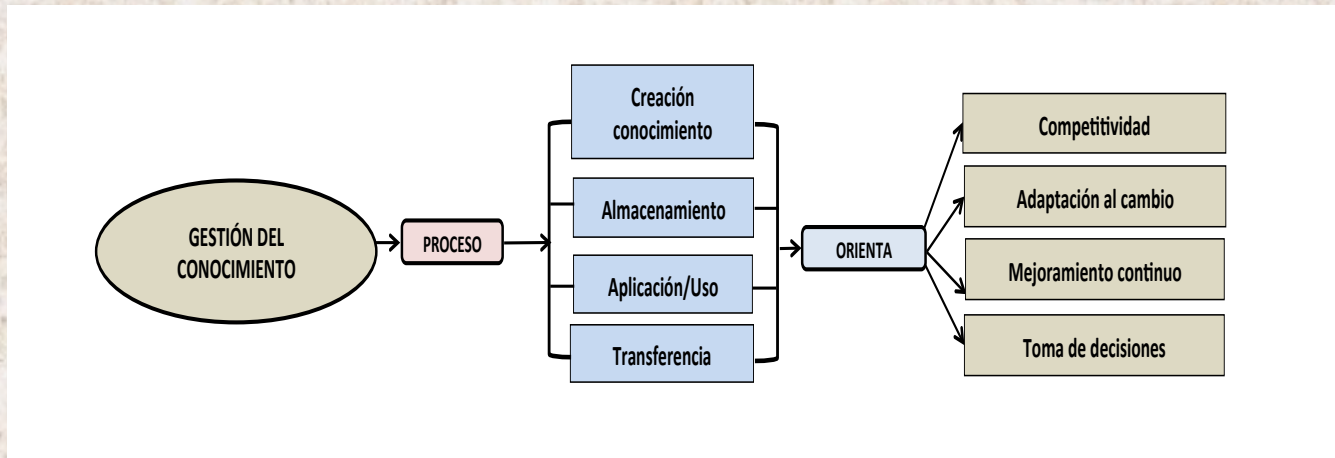 GESTIÓN DEL
CONOCIMIENTO
PROCESO
Creación
conocimiento
Almacenamiento
Aplicación/Uso
Transferencia
ORIENTA
Competitividad
Adaptación al cambio
Mejoramiento continuo
Toma de decisiones